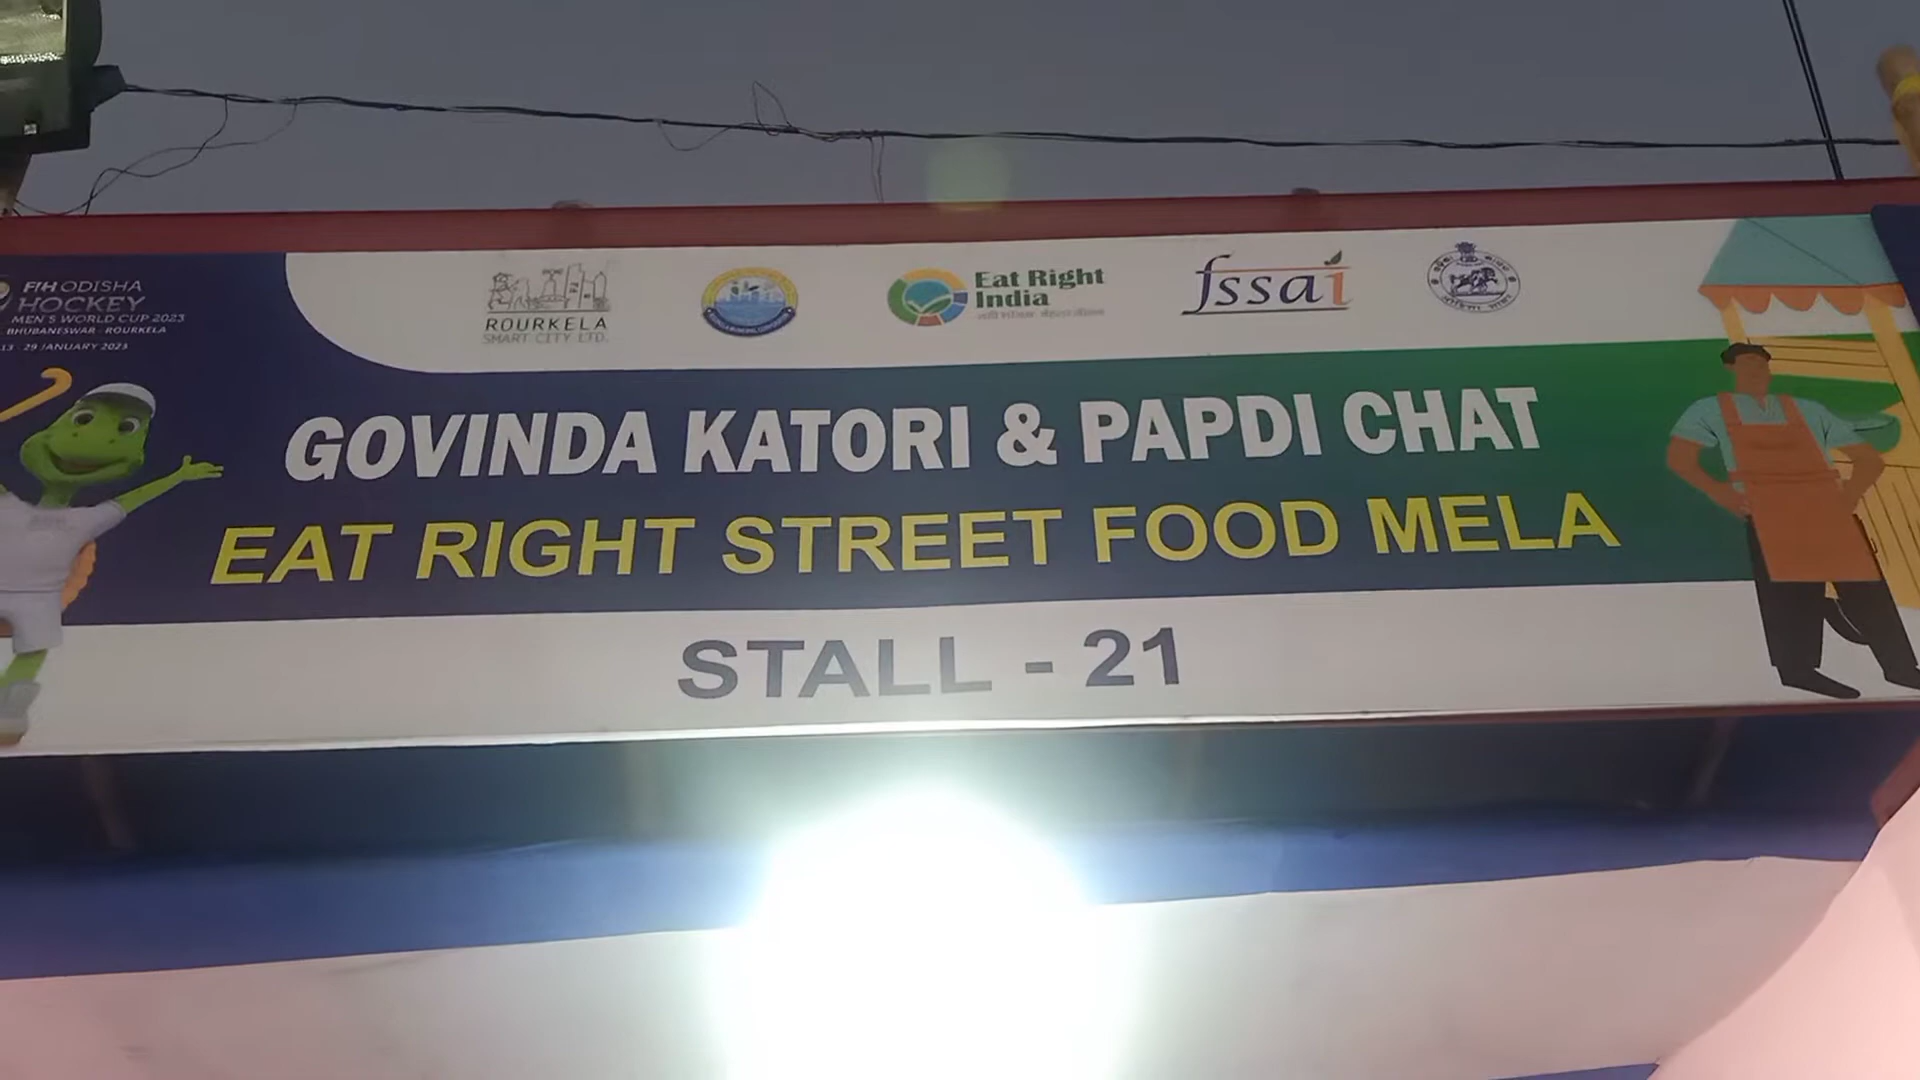 FIH ODISHA
HOCKEY
MEN'S WORLD CUP 2023
BHUBANESWAR - ROURKELA
13 - 29 JANUARY 2023
ROURKELA
SMART CITY LTD.
Eat Right
India
fssai
GOVINDA KATORI & PAPDI CHAT
EAT RIGHT STREET FOOD MELA
STALL - 21